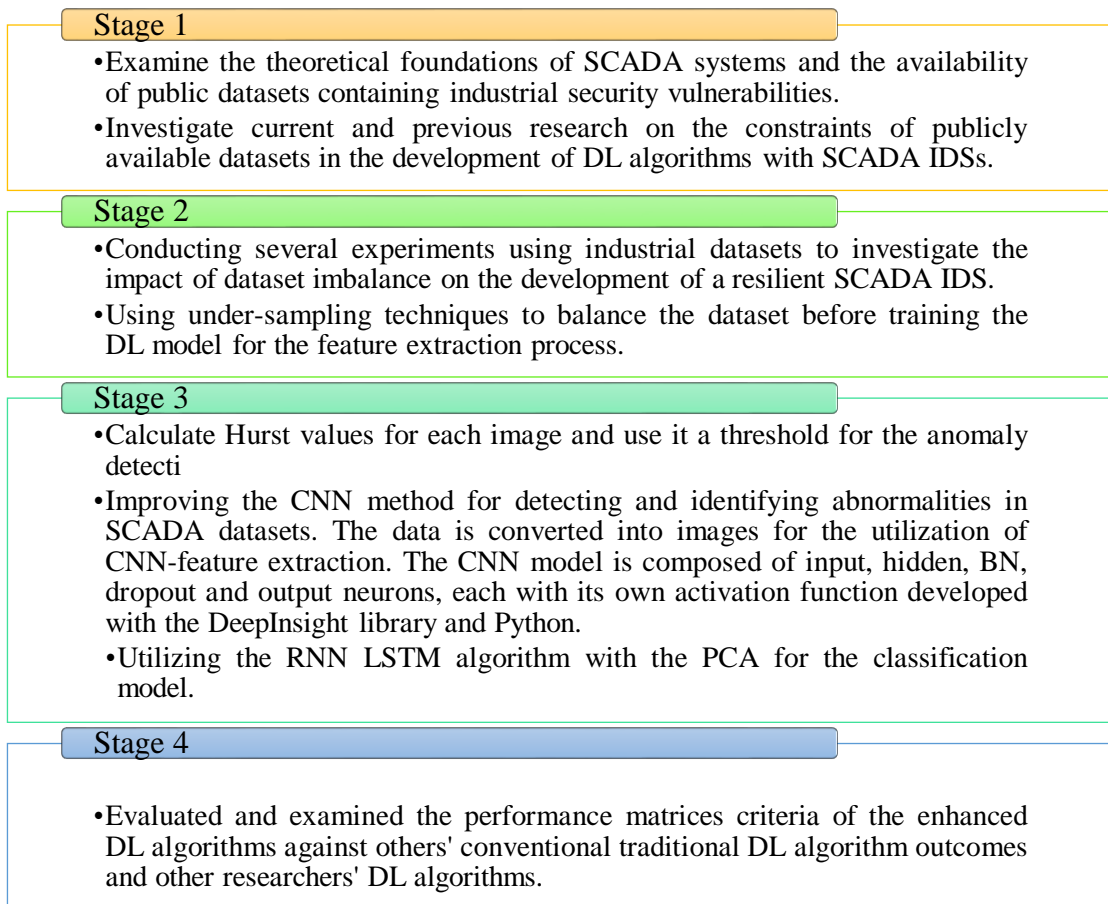 Stage 1
•Examine the theoretical foundations of SCADA systems and the availability
of public datasets containing industrial security vulnerabilities.
•Investigate current and previous research on the constraints of publicly
available datasets in the development of DL algorithms with SCADA IDSs.
Stage 2
•Conducting several experiments using industrial datasets to investigate the
impact of dataset imbalance on the development of a resilient SCADA IDS.
•Using under-sampling techniques to balance the dataset before training the
DL model for the feature extraction process.
Stage 3
•Calculate Hurst values for each image and use it a threshold for the anomaly
detecti
•Improving the CNN method for detecting and identifying abnormalities in
SCADA datasets. The data is converted into images for the utilization of
CNN-feature extraction. The CNN model is composed of input, hidden, BN,
dropout and output neurons, each with its own activation function developed
with the DeepInsight library and Python.
•Utilizing the RNN LSTM algorithm with the PCA for the classification
model.
Stage 4
•Evaluated and examined the performance matrices criteria of the enhanced
DL algorithms against others' conventional traditional DL algorithm outcomes
and other researchers' DL algorithms.